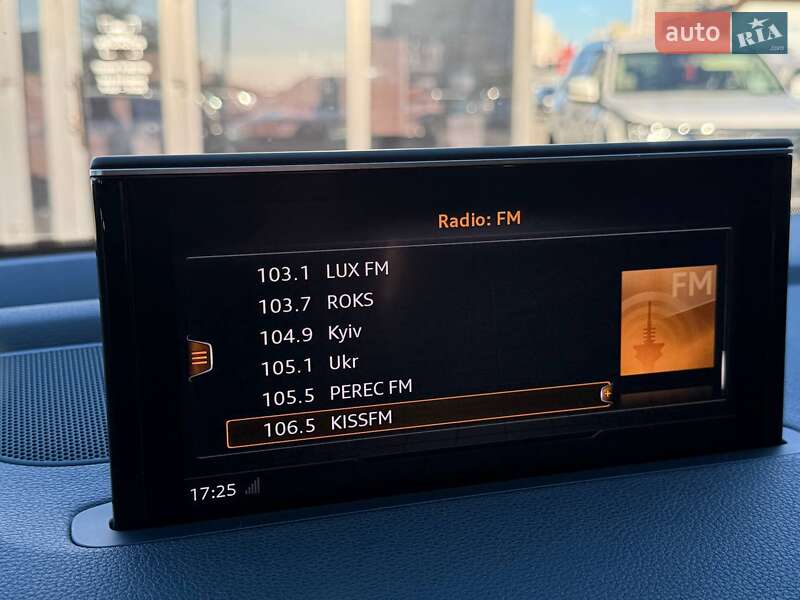 auto RIA .com
Radio: FM
103.1 LUX FM
103.7 ROKS
104.9 Kyiv
105.1 Ukr
105.5 PEREC FM
106.5 KISSFM
FM
17:25